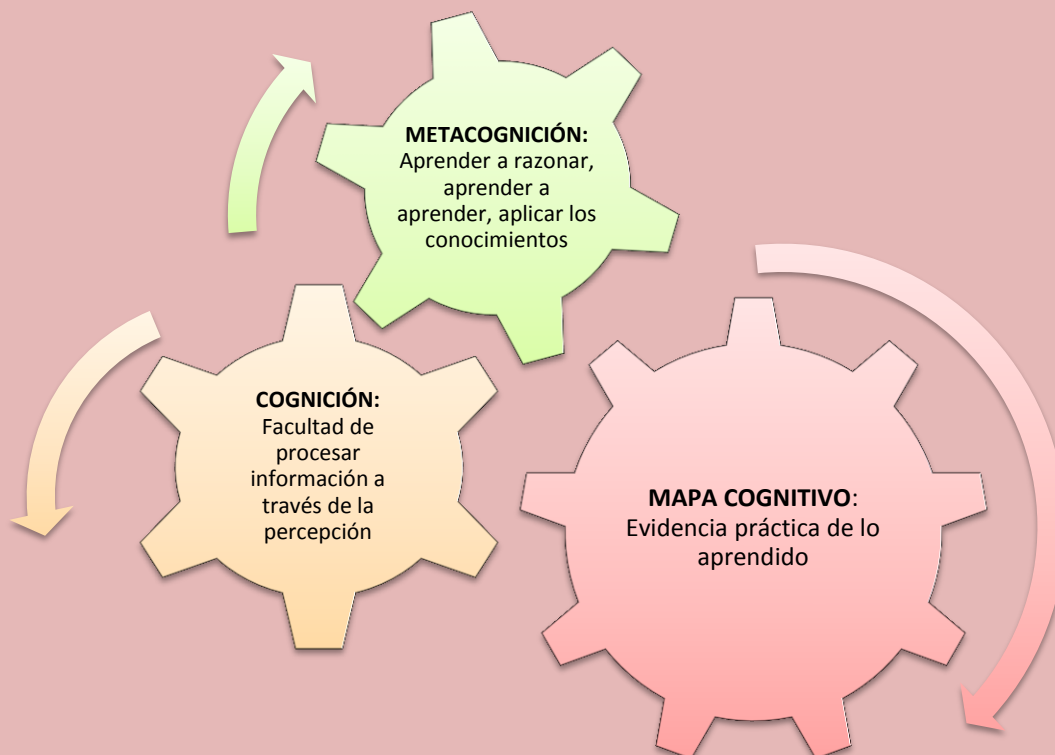 METACOGNICIÓN:
Aprender a razonar,
aprender a
aprender, aplicar los
conocimientos
COGNICIÓN:
Facultad de
procesar
información a
través de la
percepción
MAPA COGNITIVO:
Evidencia práctica de lo
aprendido